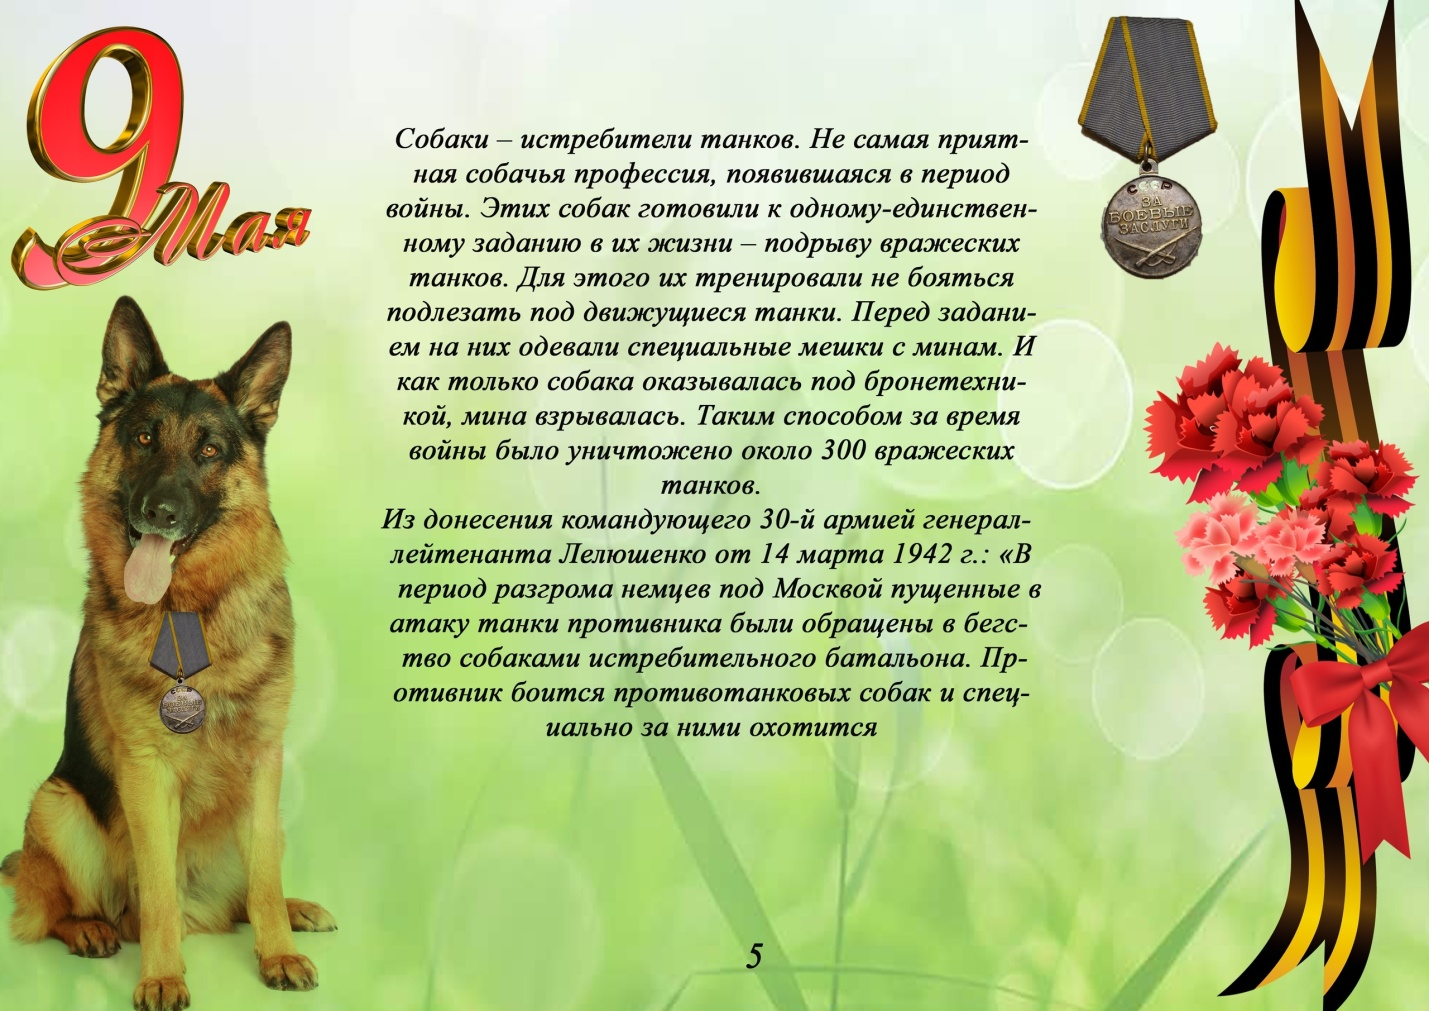 9
Мая
СССР
ЗА
БОЕВЫЕ
ЗАСЛУГИ
Собаки – истребители танков. Не самая прият-
ная собачья профессия, появившаяся в период
войны. Этих собак готовили к одному-единствен-
ному заданию в их жизни – подрыву вражеских
танков. Для этого их тренировали не бояться
подлезать под движущиеся танки. Перед задани-
ем на них одевали специальные мешки с минам. И
как только собака оказывалась под бронетехни-
кой, мина взрывалась. Таким способом за время
войны было уничтожено около 300 вражеских
танков.
Из донесения командующего 30-й армией генерал-
лейтенанта Лелюшенко от 14 марта 1942 г.: «В
период разгрома немцев под Москвой пущенные в
атаку танки противника были обращены в бегс-
тво собаками истребительного батальона. Пр-
отивник боится противотанковых собак и спец-
иально за ними охотится
СССР
ЗА
БОЕВЫЕ
ЗАСЛУГИ
5